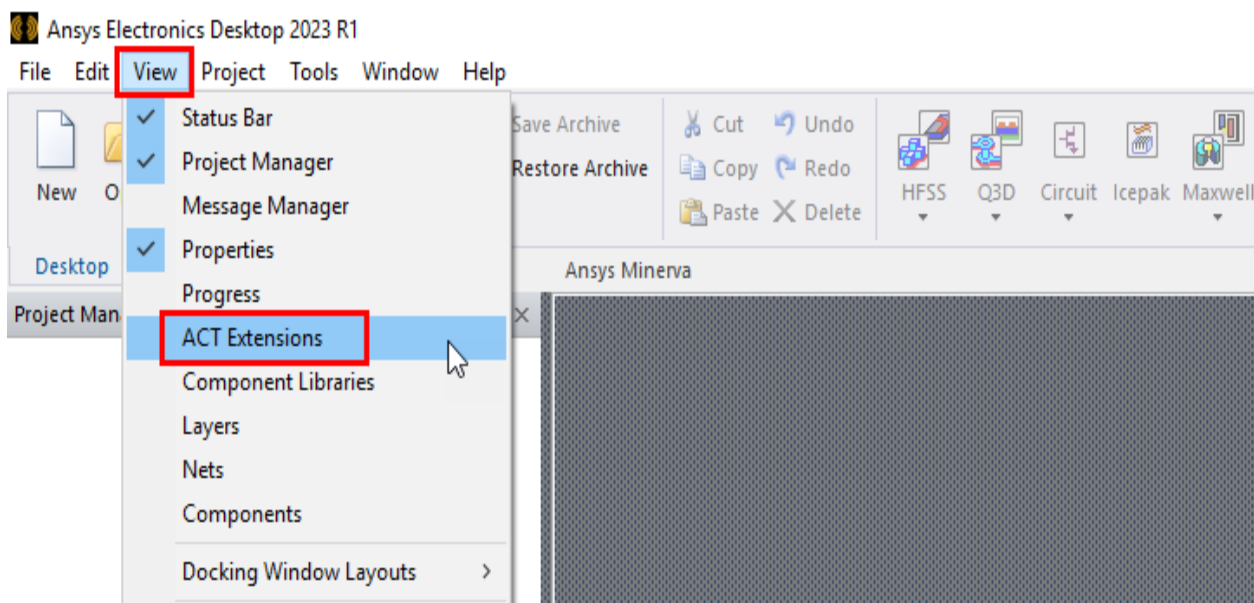 Ansys Electronics Desktop 2023 R1
File Edit View Project Tools Window Help
Status Bar
Project Manager
Message Manager
Properties
Progress
ACT Extensions
Component Libraries
Layers
Nets
Components
Docking Window Layouts
New
Save Archive
Restore Archive
Cut Undo
Copy Redo
Paste Delete
HFSS Q3D Circuit Icepak Maxwell
Desktop
Ansys Minerva
Project Man